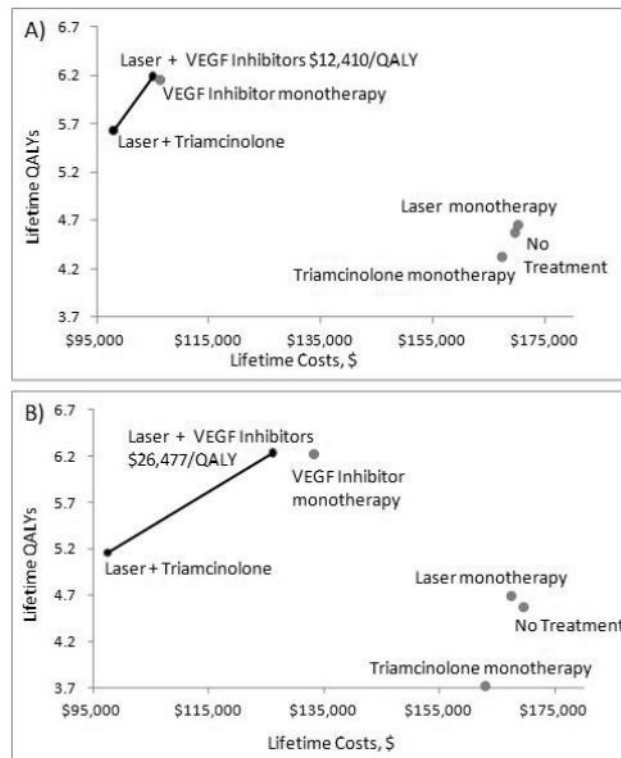 A)
6.7
6.2
5.7
5.2
4.7
4.2
3.7
Lifetime QALYs
Laser + VEGF Inhibitors $12,410/QALY
VEGF Inhibitor monotherapy
Laser + Triamcinolone
Laser monotherapy
No
Treatment
Triamcinolone monotherapy
$95,000 $115,000 $135,000 $155,000 $175,000
Lifetime Costs, $
B)
6.7
6.2
5.7
5.2
4.7
4.2
3.7
Lifetime QALYs
Laser + VEGF Inhibitors
$26,477/QALY
VEGF Inhibitor
monotherapy
Laser + Triamcinolone
Laser monotherapy
No Treatment
Triamcinolone monotherapy
$95,000 $115,000 $135,000 $155,000 $175,000
Lifetime Costs, $